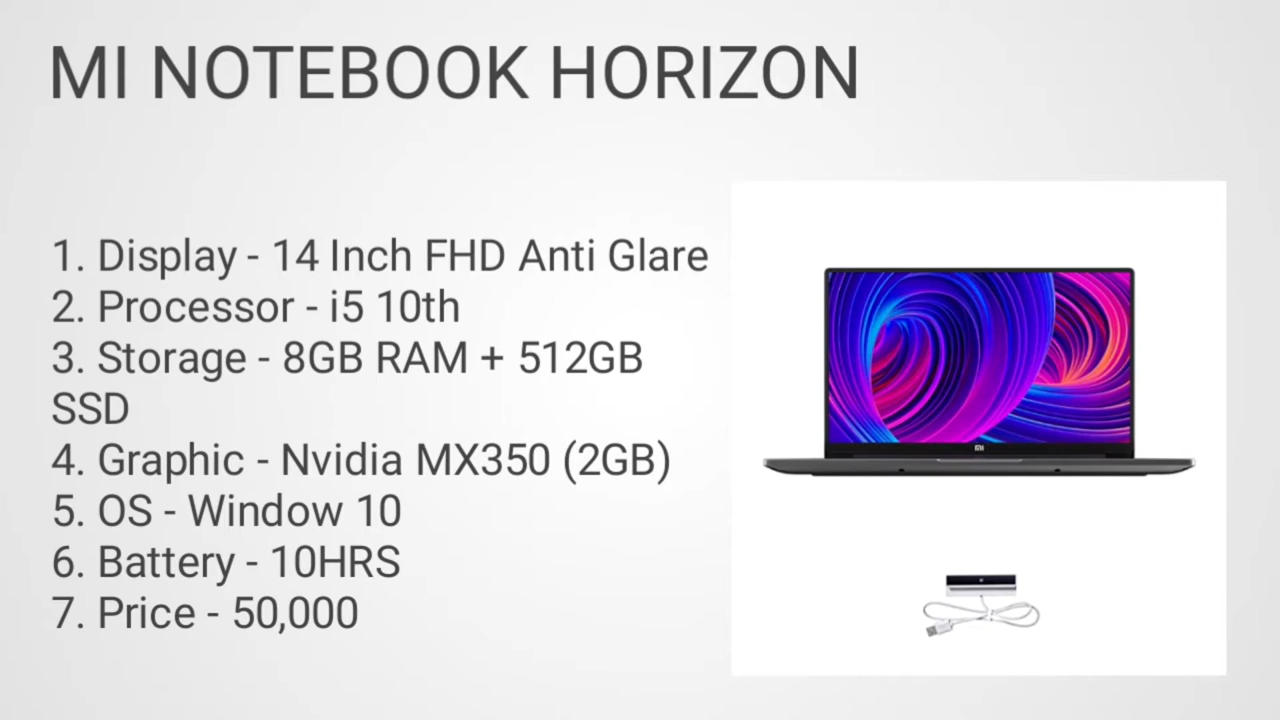 MI NOTEBOOK HORIZON
1. Display - 14 Inch FHD Anti Glare
2. Processor - i5 10th
3. Storage - 8GB RAM + 512GB
SSD
4. Graphic - Nvidia MX350 (2GB)
5. OS - Window 10
6. Battery - 10HRS
7. Price - 50,000
mi